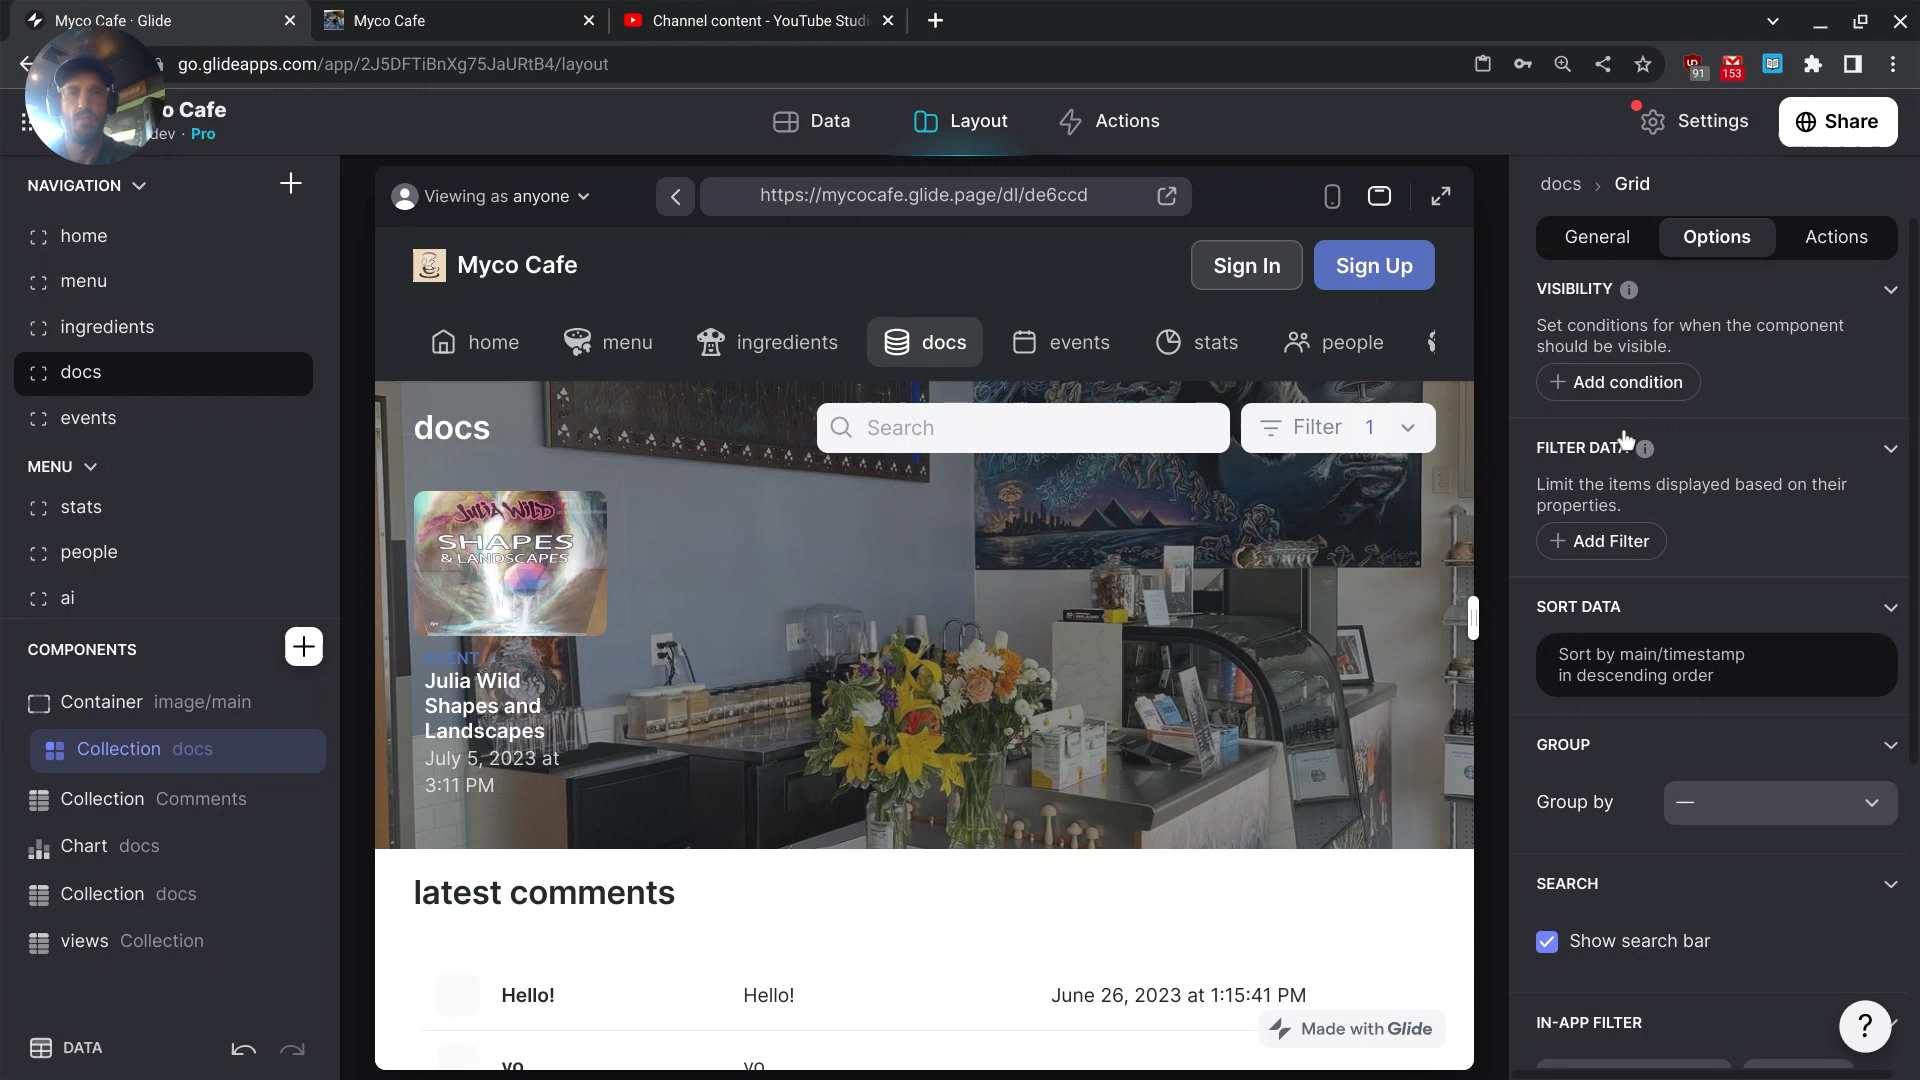 Myco Cafe · Glide
Myco Cafe
Channel content - YouTube Studi
go.glideapps.com/app/2J5DFTiBnXg75JaURtB4/layout
91
153
o Cafe
dev · Pro
Data
Layout
Actions
Settings
Share
NAVIGATION
home
menu
ingredients
docs
events
MENU
stats
people
ai
COMPONENTS
Container image/main
Collection docs
Collection Comments
Chart docs
Collection docs
views Collection
DATA
Viewing as anyone
https://mycocafe.glide.page/dl/de6ccd
Myco Cafe
Sign In
Sign Up
home
menu
ingredients
docs
events
stats
people
docs
Search
Filter 1
Julia Wild
SHAPES
& LANDSCAPES
EVENT
Julia Wild
Shapes and
Landscapes
July 5, 2023 at
3:11 PM
latest comments
Hello!
Hello!
June 26, 2023 at 1:15:41 PM
Made with Glide
yo
yo
docs › Grid
General
Options
Actions
VISIBILITY
Set conditions for when the component
should be visible.
Add condition
FILTER DATA
Limit the items displayed based on their
properties.
Add Filter
SORT DATA
Sort by main/timestamp
in descending order
GROUP
Group by
—
SEARCH
Show search bar
IN-APP FILTER
?